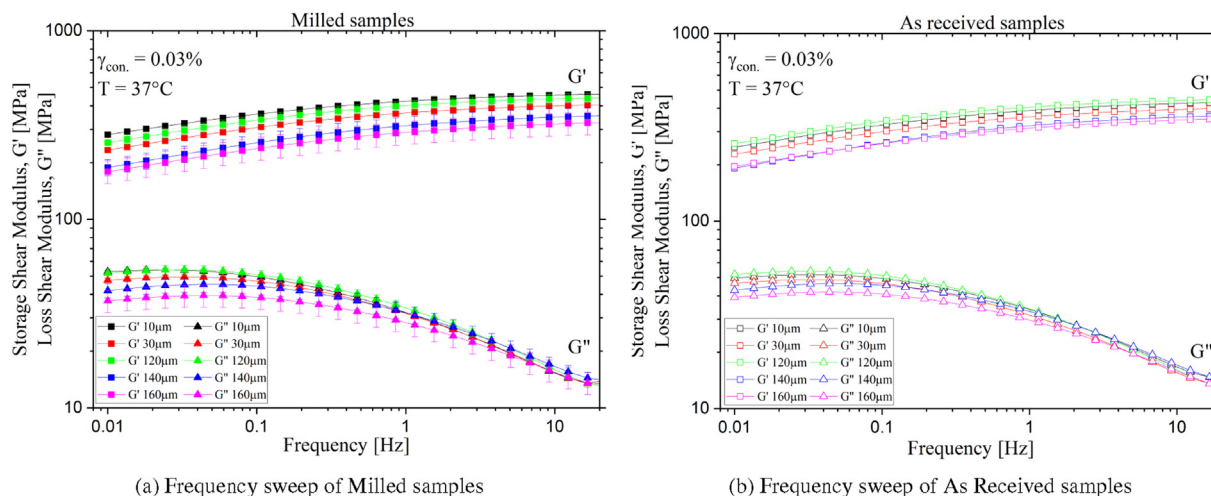 Milled samples
1000
100
10
Storage Shear Modulus, G' [MPa]
Loss Shear Modulus, G'' [MPa]
γcon. = 0.03%
T = 37°C
G'
G''
G' 10μm G'' 10μm
G' 30μm G'' 30μm
G' 120μm G'' 120μm
G' 140μm G'' 140μm
G' 160μm G'' 160μm
0.01 0.1 1 10
Frequency [Hz]
(a) Frequency sweep of Milled samples
As received samples
1000
100
10
Storage Shear Modulus, G' [MPa]
Loss Shear Modulus, G'' [MPa]
γcon. = 0.03%
T = 37°C
G'
G''
G' 10μm G'' 10μm
G' 30μm G'' 30μm
G' 120μm G'' 120μm
G' 140μm G'' 140μm
G' 160μm G'' 160μm
0.01 0.1 1 10
Frequency [Hz]
(b) Frequency sweep of As Received samples